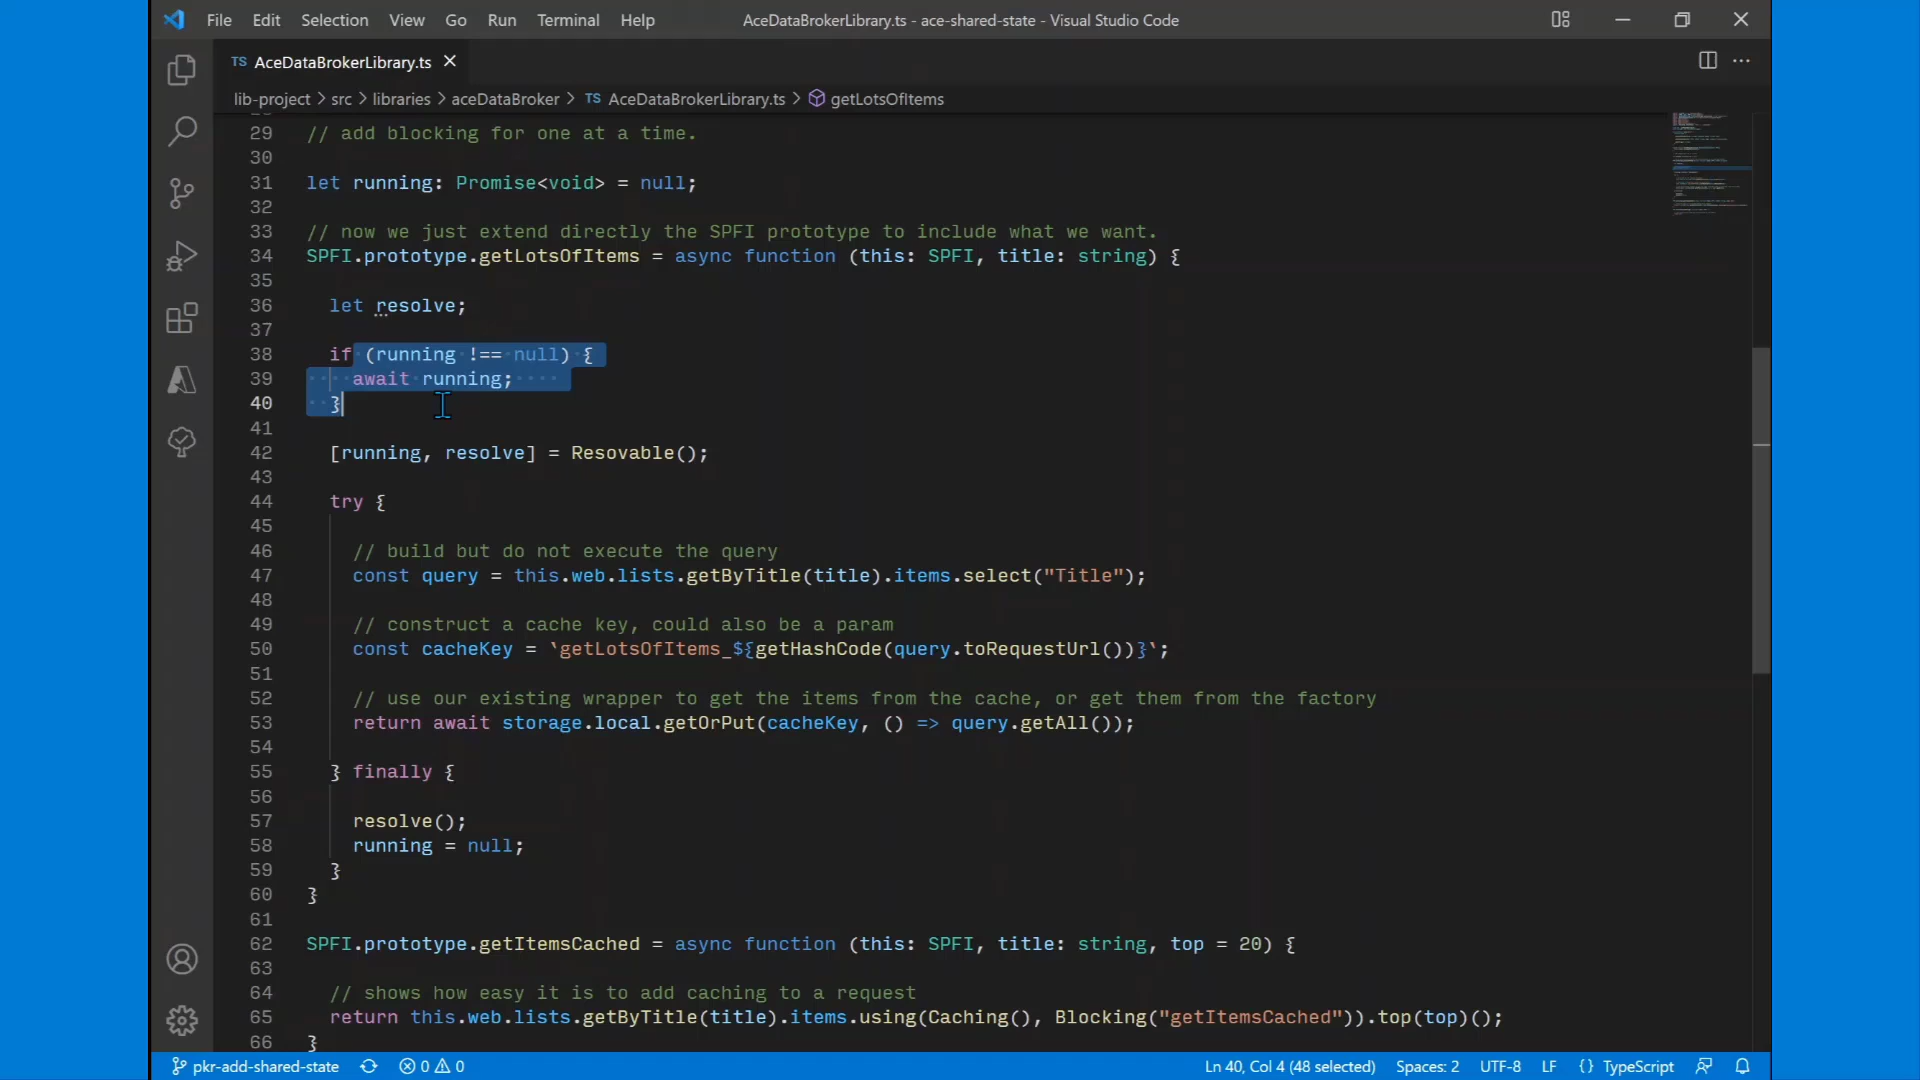 File Edit Selection View Go Run Terminal Help AceDataBrokerLibrary.ts - ace-shared-state - Visual Studio Code
TS AceDataBrokerLibrary.ts
lib-project > src > libraries > aceDataBroker > TS AceDataBrokerLibrary.ts > getLotsOfItems
29 // add blocking for one at a time.
30
31 let running: Promise<void> = null;
32
33 // now we just extend directly the SPFI prototype to include what we want.
34 SPFI.prototype.getLotsOfItems = async function (this: SPFI, title: string) {
35
36 let resolve;
37
38 if (running !== null) {
39 await running;
40 }
41
42 [running, resolve] = Resovable();
43
44 try {
45
46 // build but do not execute the query
47 const query = this.web.lists.getByTitle(title).items.select("Title");
48
49 // construct a cache key, could also be a param
50 const cacheKey = `getLotsOfItems_${getHashCode(query.toRequestUrl())}`;
51
52 // use our existing wrapper to get the items from the cache, or get them from the factory
53 return await storage.local.getOrPut(cacheKey, () => query.getAll());
54
55 } finally {
56
57 resolve();
58 running = null;
59 }
60 }
61
62 SPFI.prototype.getItemsCached = async function (this: SPFI, title: string, top = 20) {
63
64 // shows how easy it is to add caching to a request
65 return this.web.lists.getByTitle(title).items.using(Caching(), Blocking("getItemsCached")).top(top)();
66 }
pkr-add-shared-state 0 0 Ln 40, Col 4 (48 selected) Spaces: 2 UTF-8 LF {} TypeScript